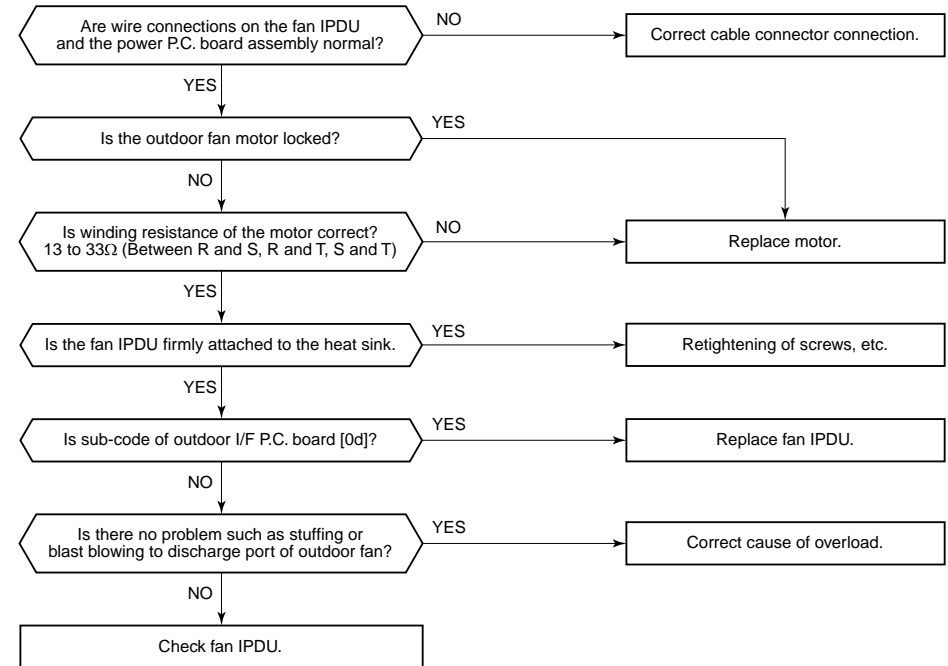 Are wire connections on the fan IPDU
and the power P.C. board assembly normal?
NO
Correct cable connector connection.
YES
Is the outdoor fan motor locked?
YES
NO
Is winding resistance of the motor correct?
13 to 33Ω (Between R and S, R and T, S and T)
NO
Replace motor.
YES
Is the fan IPDU firmly attached to the heat sink.
YES
Retightening of screws, etc.
YES
Is sub-code of outdoor I/F P.C. board [0d]?
YES
Replace fan IPDU.
NO
Is there no problem such as stuffing or
blast blowing to discharge port of outdoor fan?
YES
Correct cause of overload.
NO
Check fan IPDU.